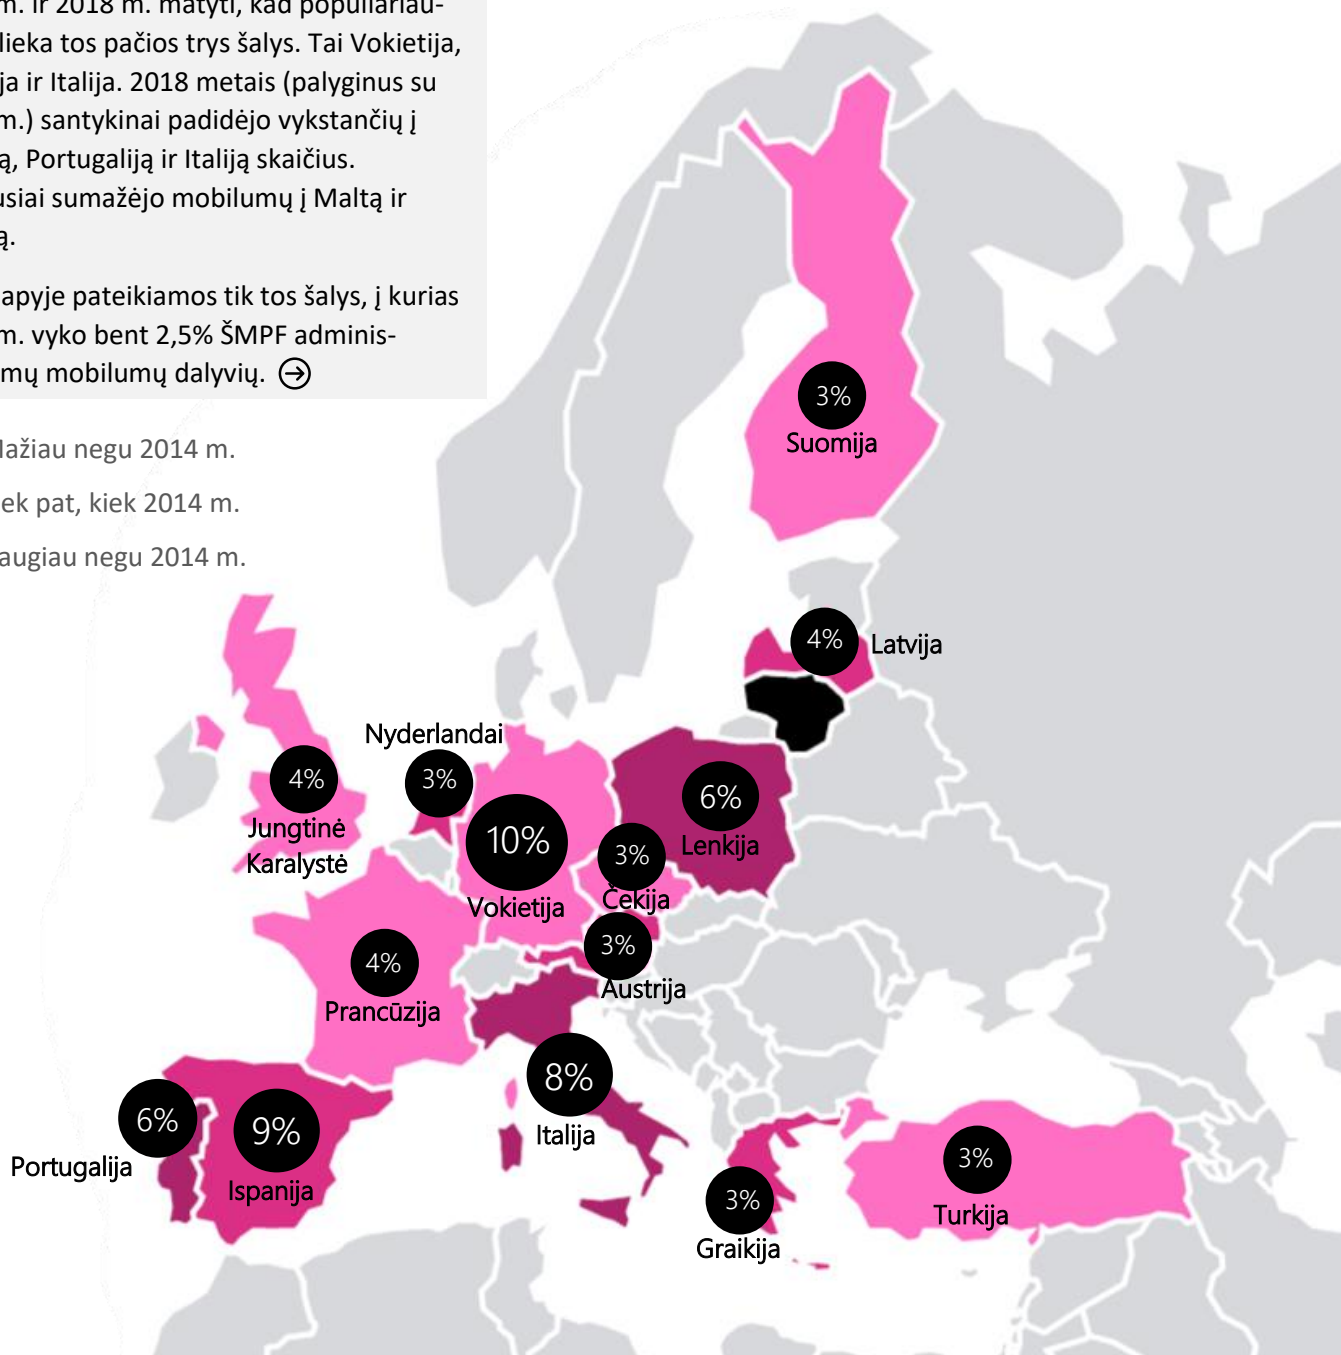 m. ir 2018 m. matyti, kad populiariau-
lieka tos pačios trys šalys. Tai Vokietija,
ja ir Italija. 2018 metais (palyginus su
m.) santykinai padidėjo vykstančių į
ą, Portugaliją ir Italiją skaičius.
usiai sumažėjo mobilumų į Maltą ir
ą.
apyje pateikiamos tik tos šalys, į kurias
m. vyko bent 2,5% ŠMPF adminis-
mų mobilumų dalyvių.
lažiau negu 2014 m.
ek pat, kiek 2014 m.
augiau negu 2014 m.
3%
Suomija
4%
Latvija
Nyderlandai
3%
4%
Jungtinė
Karalystė
6%
Lenkija
10%
Vokietija
3%
Čekija
3%
Austrija
4%
Prancūzija
8%
Italija
6%
Portugalija
9%
Ispanija
3%
Graikija
3%
Turkija